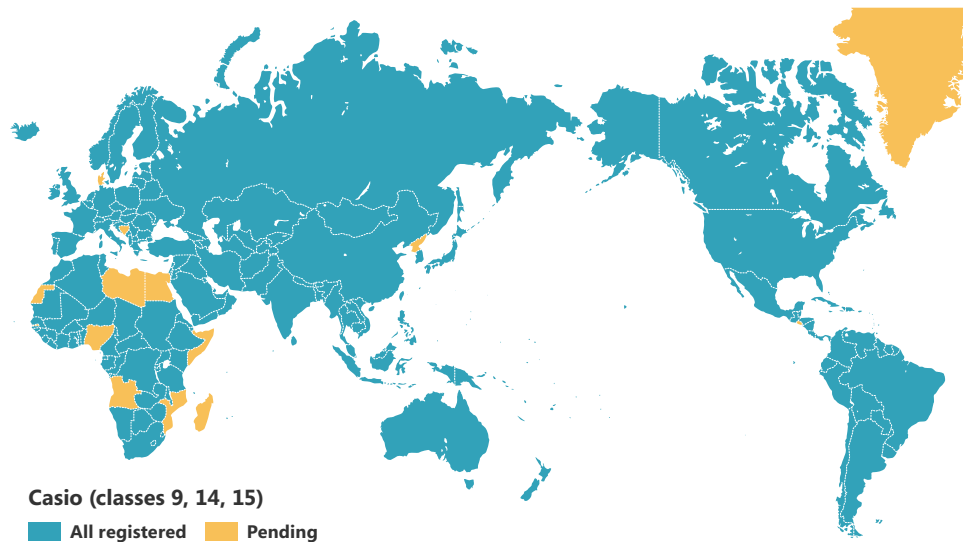 Casio (classes 9, 14, 15)
All registered Pending